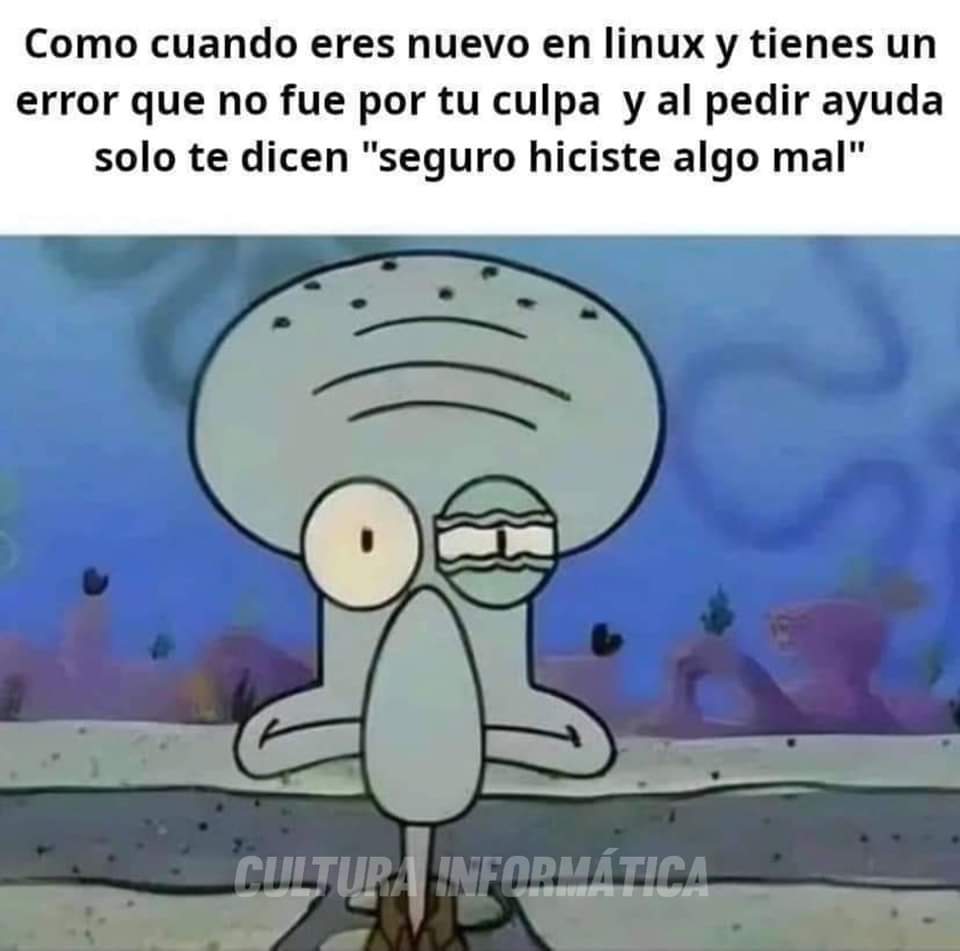 Como cuando eres nuevo en linux y tienes un
error que no fue por tu culpa y al pedir ayuda
solo te dicen "seguro hiciste algo mal"
CULTURA INFORMÁTICA